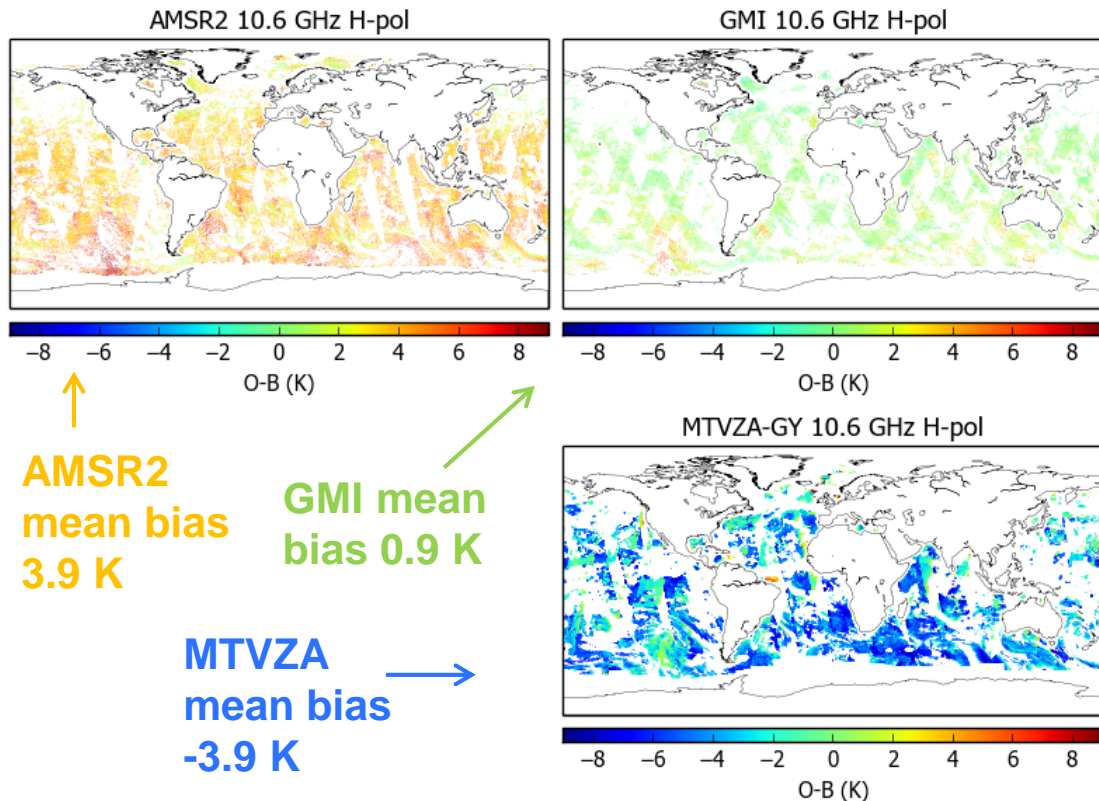 AMSR2 10.6 GHz H-pol
−8 −6 −4 −2 0 2 4 6 8
O-B (K)
GMI 10.6 GHz H-pol
−8 −6 −4 −2 0 2 4 6 8
O-B (K)
AMSR2
mean bias
3.9 K
GMI mean
bias 0.9 K
MTVZA
mean bias
-3.9 K
MTVZA-GY 10.6 GHz H-pol
−8 −6 −4 −2 0 2 4 6 8
O-B (K)